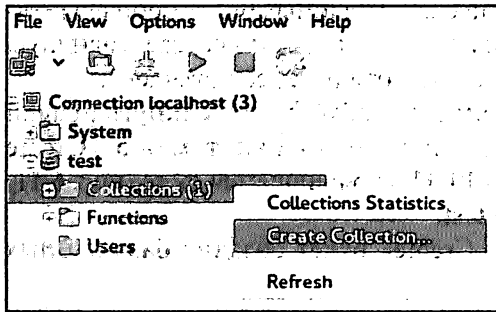 File View Options Window Help
Connection localhost (3)
System
test
Collections (1)
Collections Statistics
Functions
Create Collection...
Users
Refresh